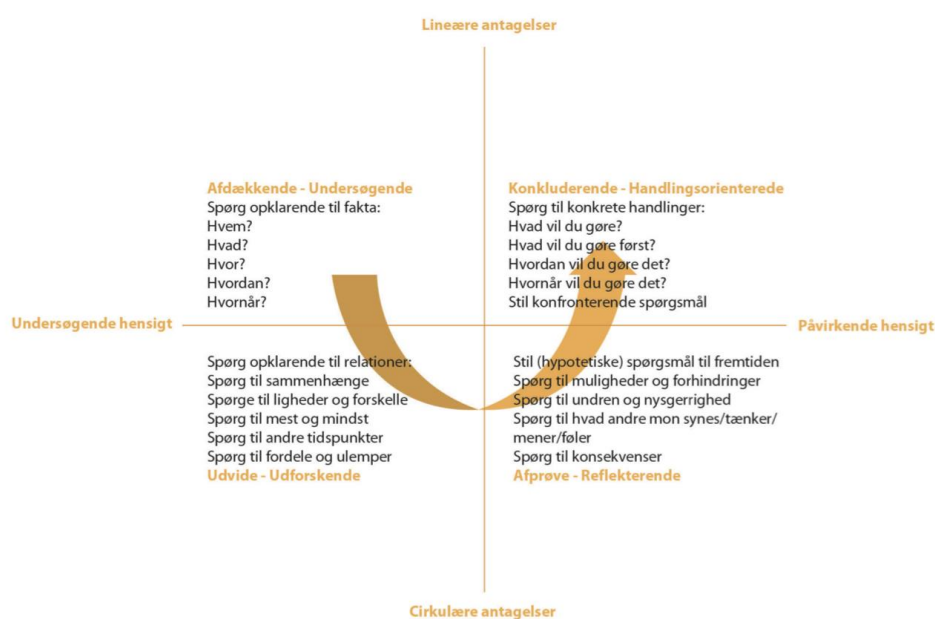 Lineære antagelser
Afdækkende - Undersøgende
Spørg opklarende til fakta:
Hvem?
Hvad?
Hvor?
Hvordan?
Hvornår?
Konkluderende - Handlingsorienterede
Spørg til konkrete handlinger:
Hvad vil du gøre?
Hvad vil du gøre først?
Hvordan vil du gøre det?
Hvornår vil du gøre det?
Stil konfronterende spørgsmål
Undersøgende hensigt
Påvirkende hensigt
Spørg opklarende til relationer:
Spørg til sammenhænge
Spørge til ligheder og forskelle
Spørg til mest og mindst
Spørg til andre tidspunkter
Spørg til fordele og ulemper
Udvide - Udforskende
Stil (hypotetiske) spørgsmål til fremtiden
Spørg til muligheder og forhindringer
Spørg til undren og nysgerrighed
Spørg til hvad andre mon synes/tænker/
mener/føler
Spørg til konsekvenser
Afprøve - Reflekterende
Cirkulære antagelser